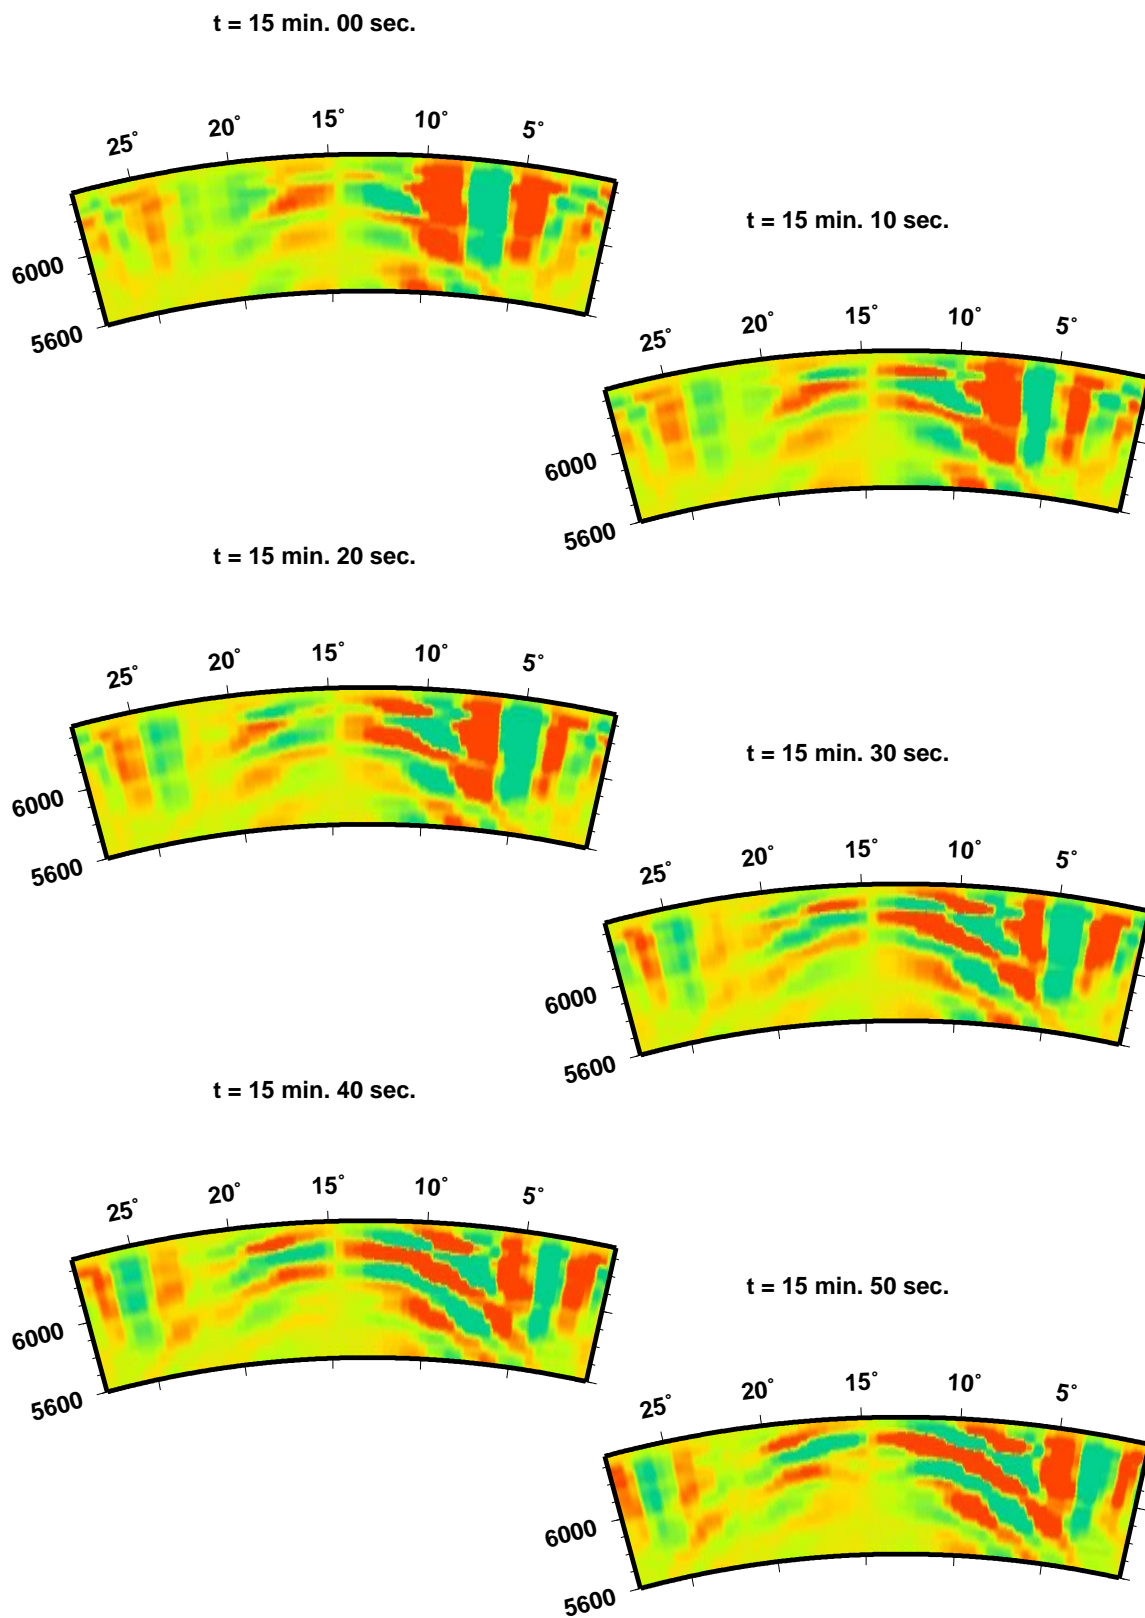 t = 15 min. 00 sec.
25° 20° 15° 10° 5°
6000
5600
t = 15 min. 10 sec.
25° 20° 15° 10° 5°
6000
5600
t = 15 min. 20 sec.
25° 20° 15° 10° 5°
6000
5600
t = 15 min. 30 sec.
25° 20° 15° 10° 5°
6000
5600
t = 15 min. 40 sec.
25° 20° 15° 10° 5°
6000
5600
t = 15 min. 50 sec.
25° 20° 15° 10° 5°
6000
5600